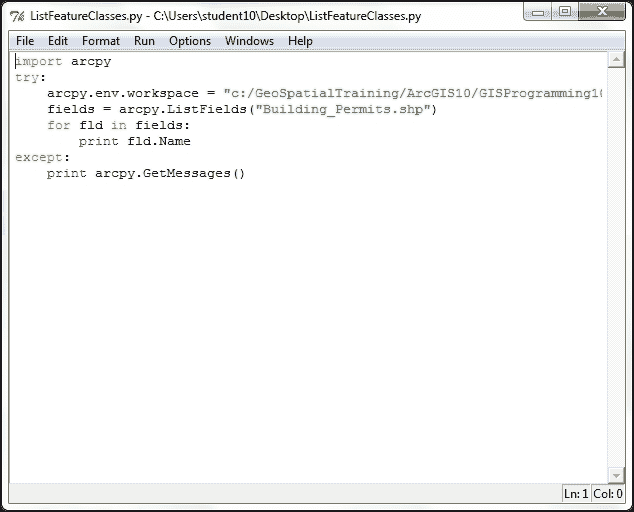 ListFeatureClasses.py - C:\Users\student10\Desktop\ListFeatureClasses.py
File Edit Format Run Options Windows Help
import arcpy
try:
    arcpy.env.workspace = "c:/GeoSpatialTraining/ArcGIS10/GISProgramming10
    fields = arcpy.ListFields("Building_Permits.shp")
    for fld in fields:
        print fld.Name
except:
    print arcpy.GetMessages()
Ln: 1 Col: 0